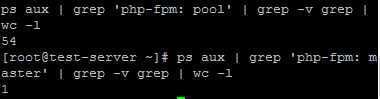 ps aux | grep 'php-fpm: pool' | grep -v grep |
wc -l
54
[root@test-server ~]# ps aux | grep 'php-fpm: m
aster' | grep -v grep | wc -l
1